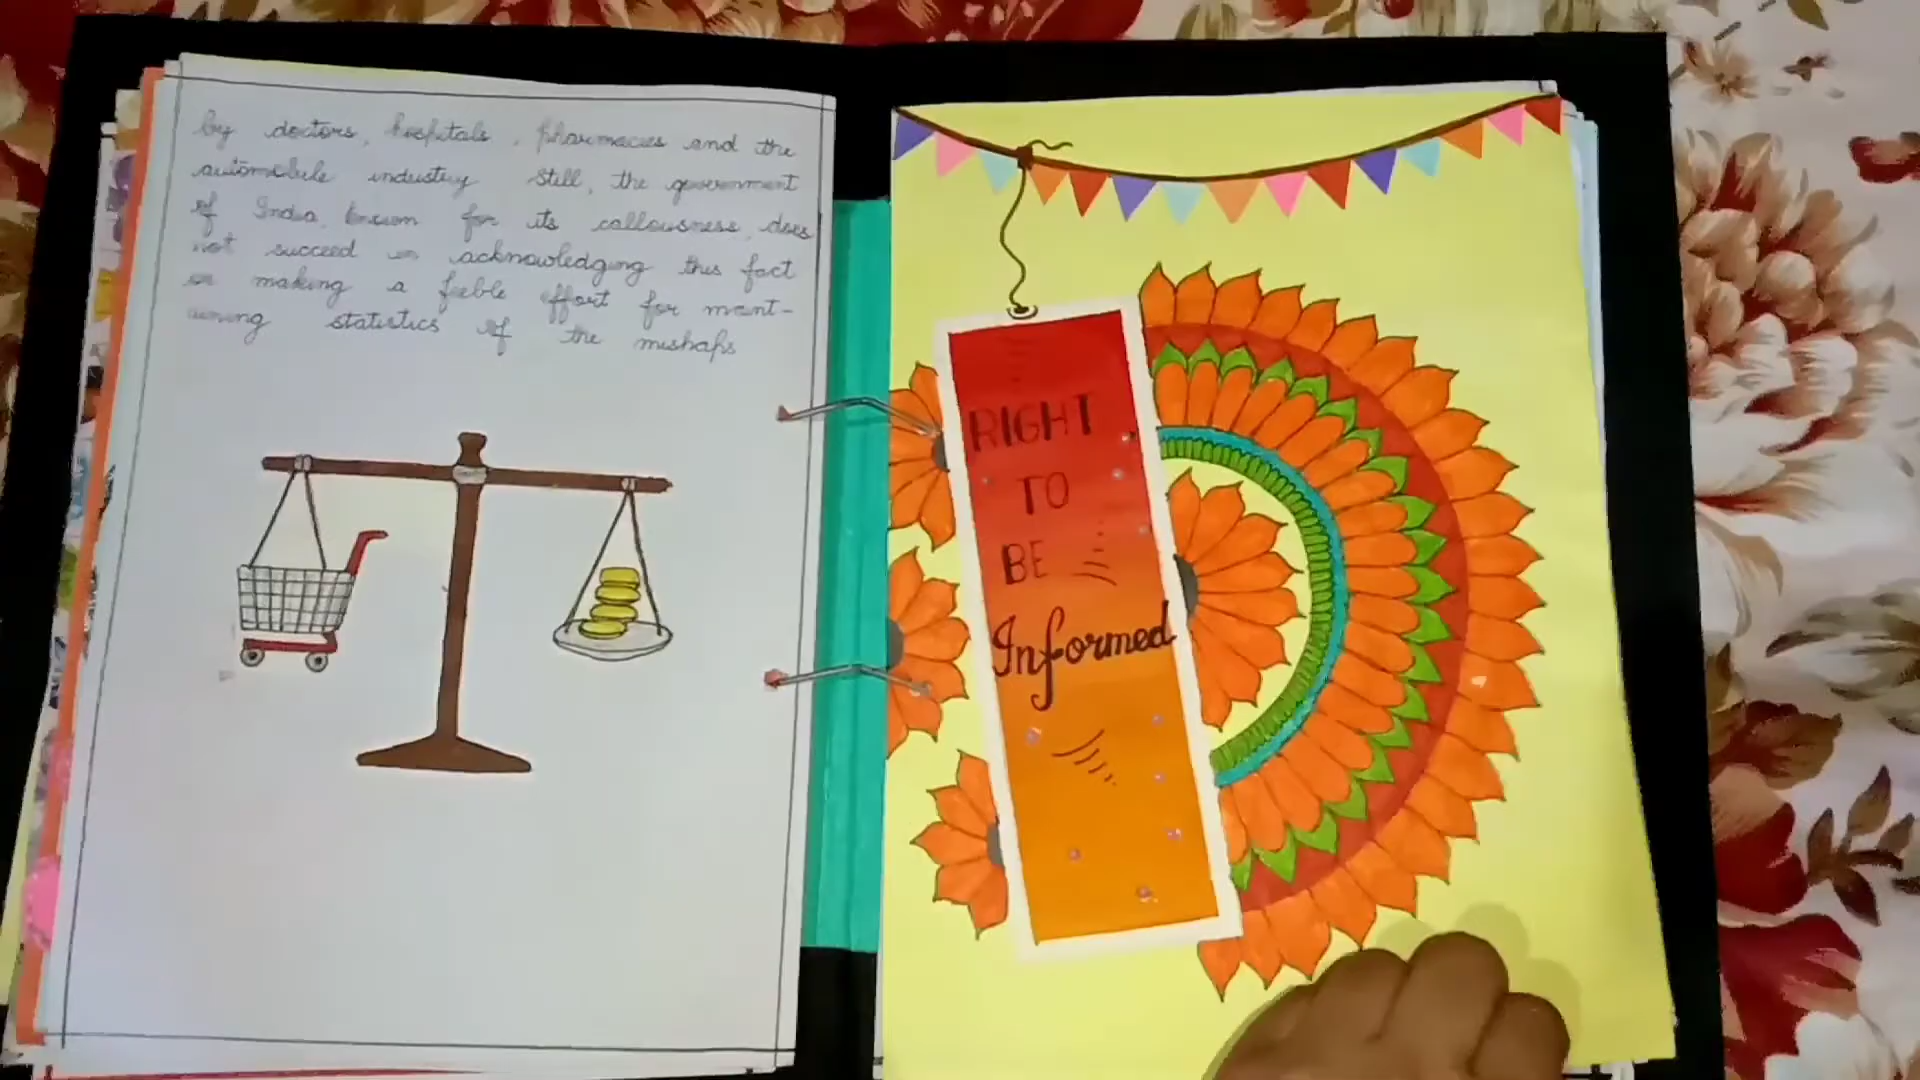 by doctors, hospitals, pharmacies and the
automobile industry still, the government
of India, known for its callousness, does
not succeed in acknowledging this fact
or making a feeble effort for maint-
aining statistics of the mishaps
RIGHT
TO
BE
Informed